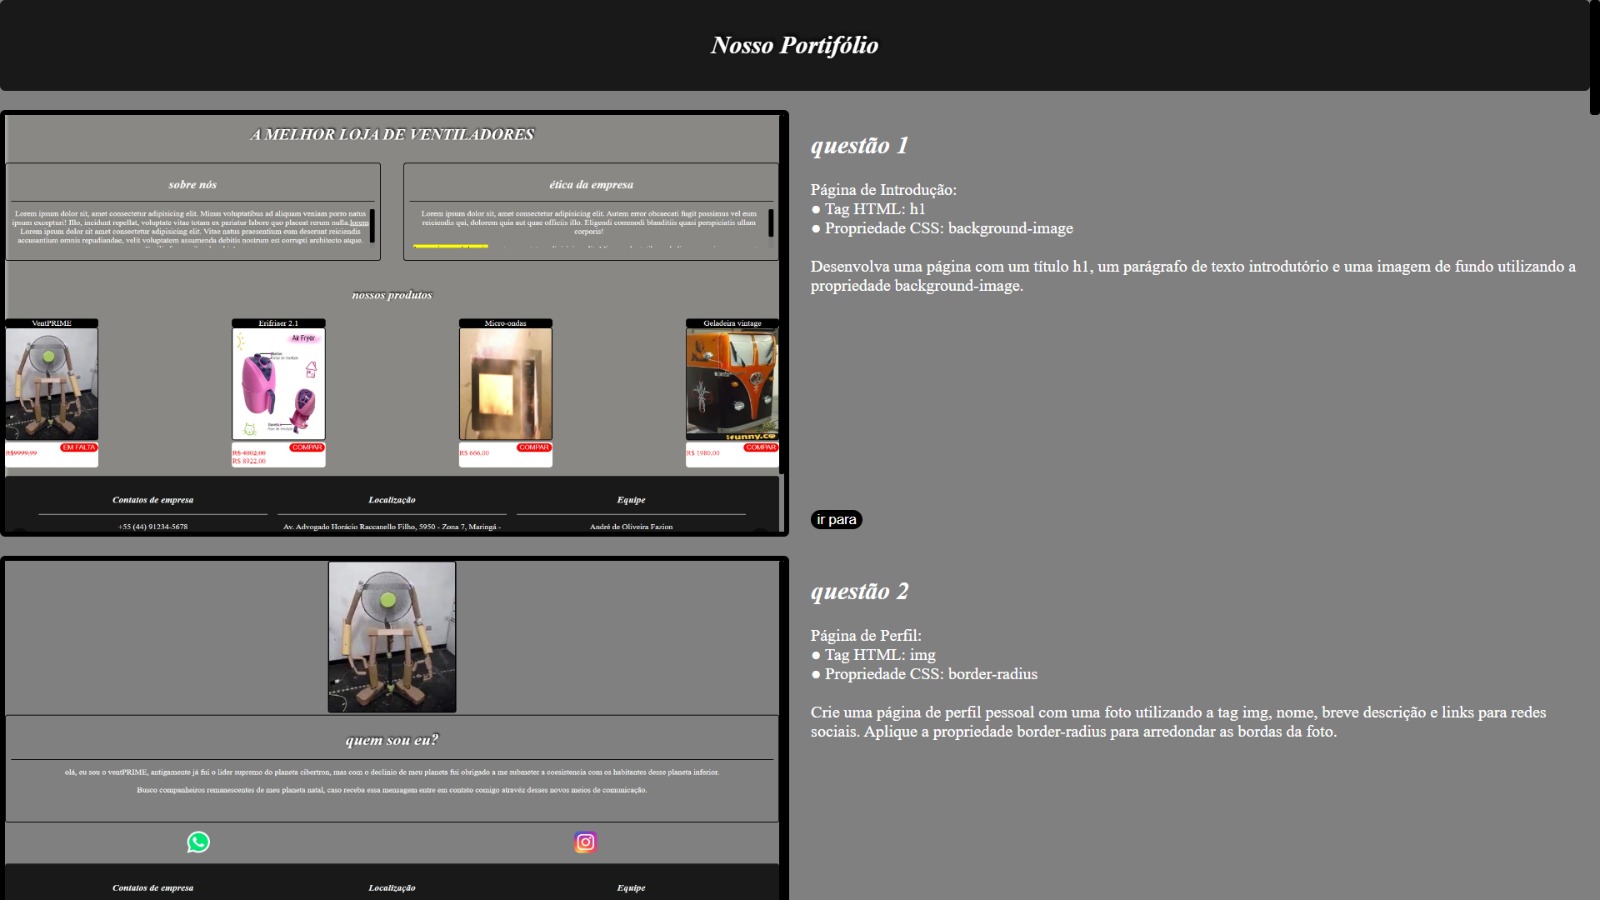 Nosso Portifólio
A MELHOR LOJA DE VENTILADORES
sobre nós
Lorem ipsum dolor sit, amet consectetur adipisicing elit. Minus voluptatibus ad aliquam veniam porro natus
ipsum excepturi! Illo, incidunt repellat, voluptate vitae totam ex pariatur labore quo placeat rerum nulla.lorem
Lorem ipsum dolor sit amet consectetur adipisicing elit. Vitae natus praesentium eum deserunt reiciendis
accusantium omnis repudiandae, velit voluptatem assumenda debitis nostrum est corrupti architecto atque.
ética da empresa
Lorem ipsum dolor sit, amet consectetur adipisicing elit. Autem error obcaecati fugit possimus vel eum
reiciendis qui, dolorem quia aut quae officiis illo. Eligendi commodi blanditiis quasi perspiciatis ullam
corporis!
nossos produtos
VentPRIME
EM FALTA
R$9999,99
Erifriaer 2.1
Air Fryer
COMPAR
R$ 4002,00
R$ 8922,00
Micro-ondas
COMPAR
R$ 666,00
Geladeira vintage
ifunny.co
COMPAR
R$ 1980,00
Contatos de empresa
+55 (44) 91234-5678
Localização
Av. Advogado Horácio Raccanello Filho, 5950 - Zona 7, Maringá -
Equipe
André de Oliveira Fazion
questão 1
Página de Introdução:
● Tag HTML: h1
● Propriedade CSS: background-image
Desenvolva uma página com um título h1, um parágrafo de texto introdutório e uma imagem de fundo utilizando a
propriedade background-image.
ir para
quem sou eu?
olá, eu sou o ventPRIME, antigamente já fui o lider supremo do planeta cibertron, mas com o declinio de meu planeta fui obrigado a me submeter a coexistencia com os habitantes desse planeta inferior.
Busco companheiros remanescentes de meu planeta natal, caso receba essa mensagem entre em contato comigo atravéz desses novos meios de comunicação.
Contatos de empresa
Localização
Equipe
questão 2
Página de Perfil:
● Tag HTML: img
● Propriedade CSS: border-radius
Crie uma página de perfil pessoal com uma foto utilizando a tag img, nome, breve descrição e links para redes
sociais. Aplique a propriedade border-radius para arredondar as bordas da foto.